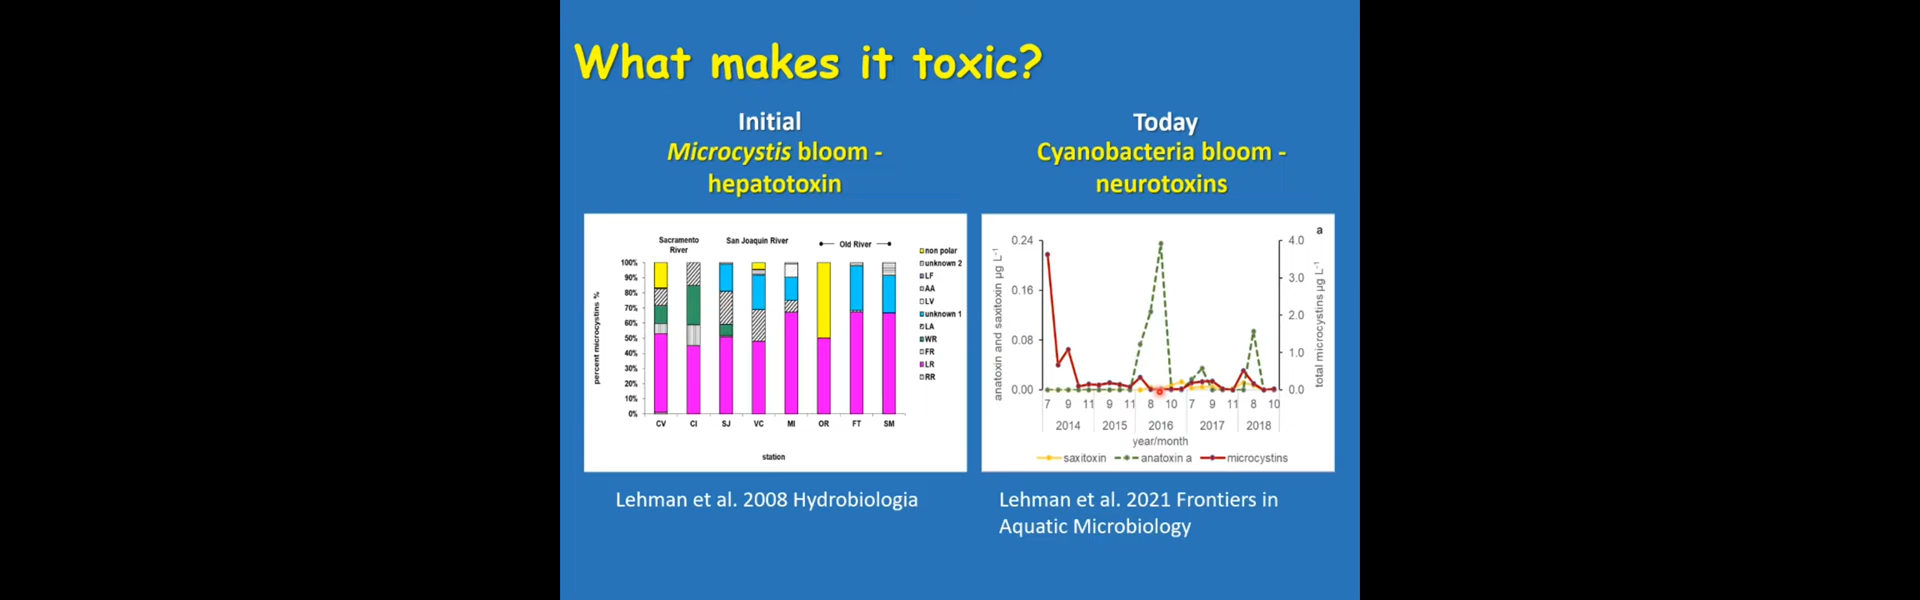 What makes it toxic?
Initial
Microcystis bloom -
hepatotoxin
Today
Cyanobacteria bloom -
neurotoxins
Sacramento
River
San Joaquin River
Old River
100%
90%
80%
70%
60%
50%
40%
30%
20%
10%
0%
percent microcystins %
CV CI SJ VC MI OR FT SM
station
non polar
unknown 2
LF
AA
LV
unknown 1
LA
WR
FR
LR
RR
a
0.24
0.16
0.08
0.00
anatoxin and saxitoxin µg L-1
4.0
3.0
2.0
1.0
0.0
total microcystins µg L-1
7 9 11 9 11 8 10 7 9 11 8 10
2014 2015 2016 2017 2018
year/month
saxitoxin anatoxin a microcystins
Lehman et al. 2008 Hydrobiologia
Lehman et al. 2021 Frontiers in
Aquatic Microbiology